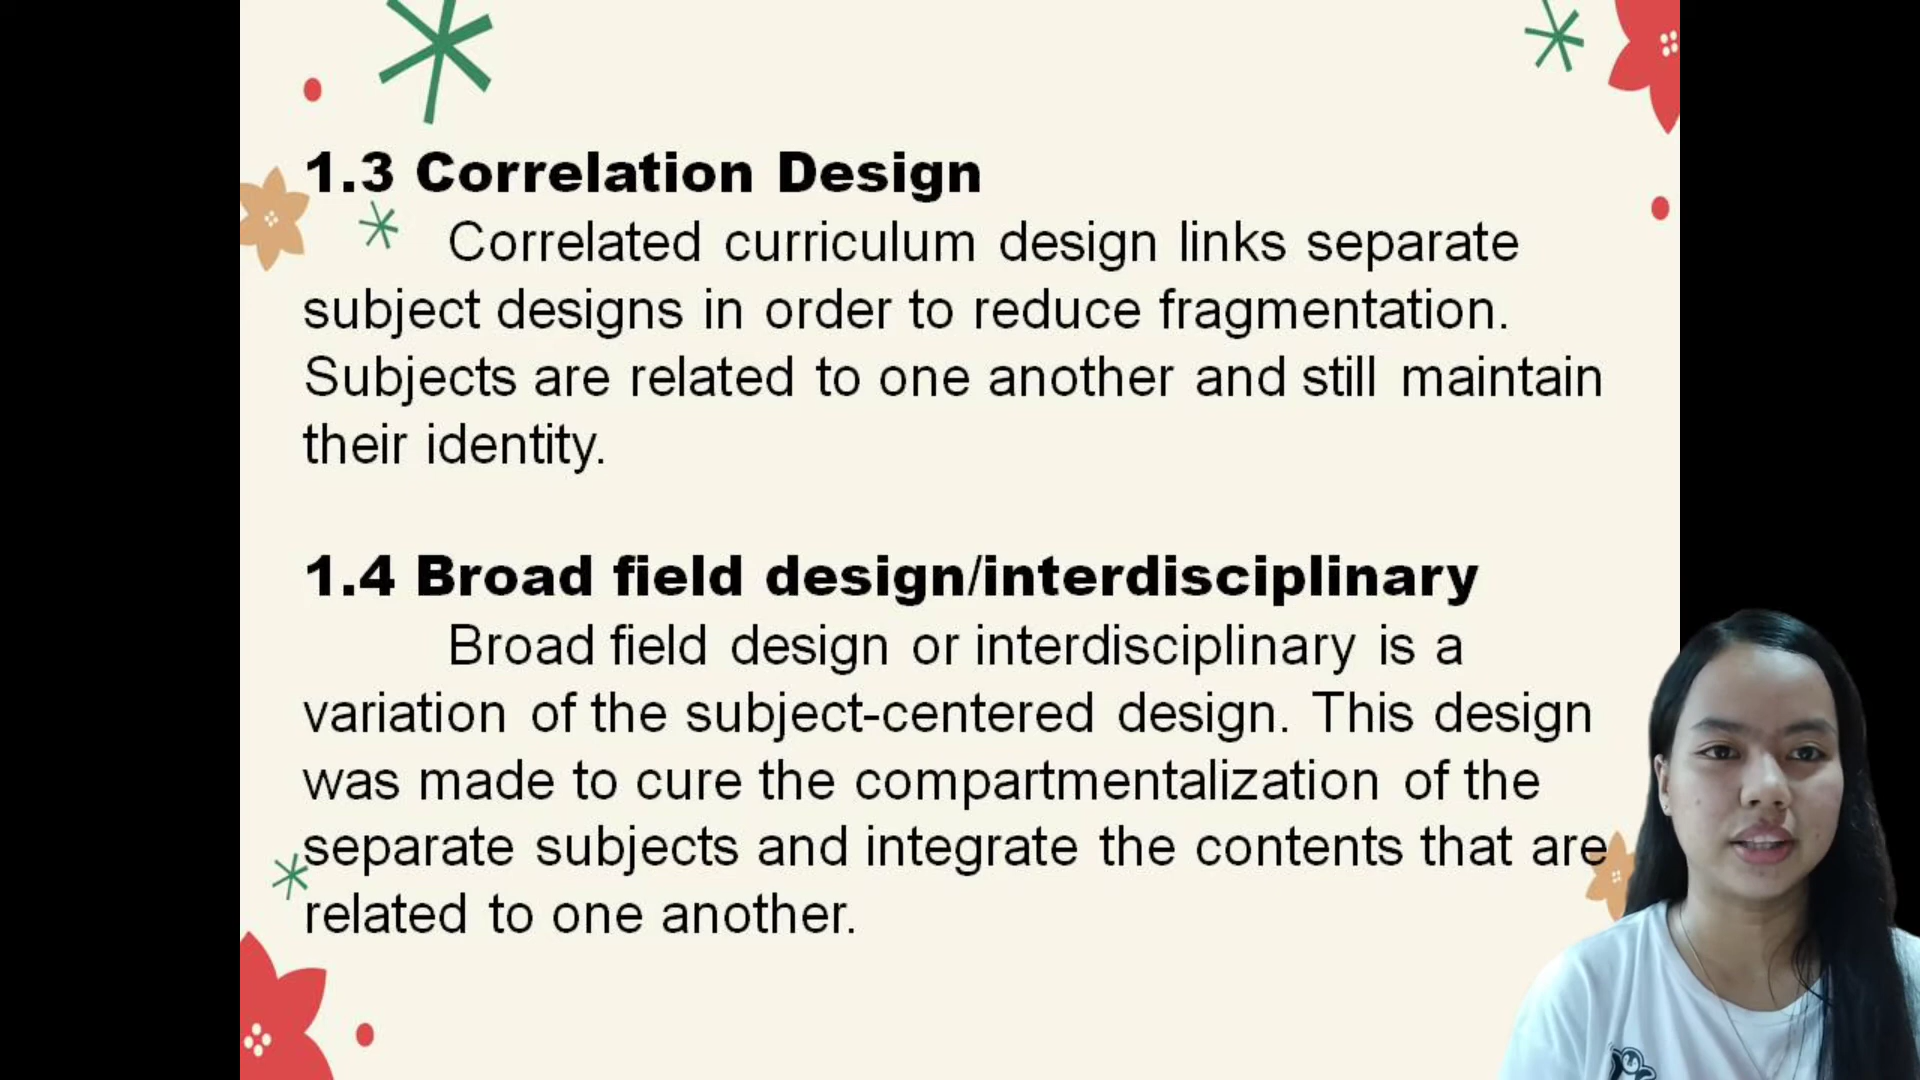 1.3 Correlation Design
Correlated curriculum design links separate
subject designs in order to reduce fragmentation.
Subjects are related to one another and still maintain
their identity.
1.4 Broad field design/interdisciplinary
Broad field design or interdisciplinary is a
variation of the subject-centered design. This design
was made to cure the compartmentalization of the
separate subjects and integrate the contents that are
related to one another.